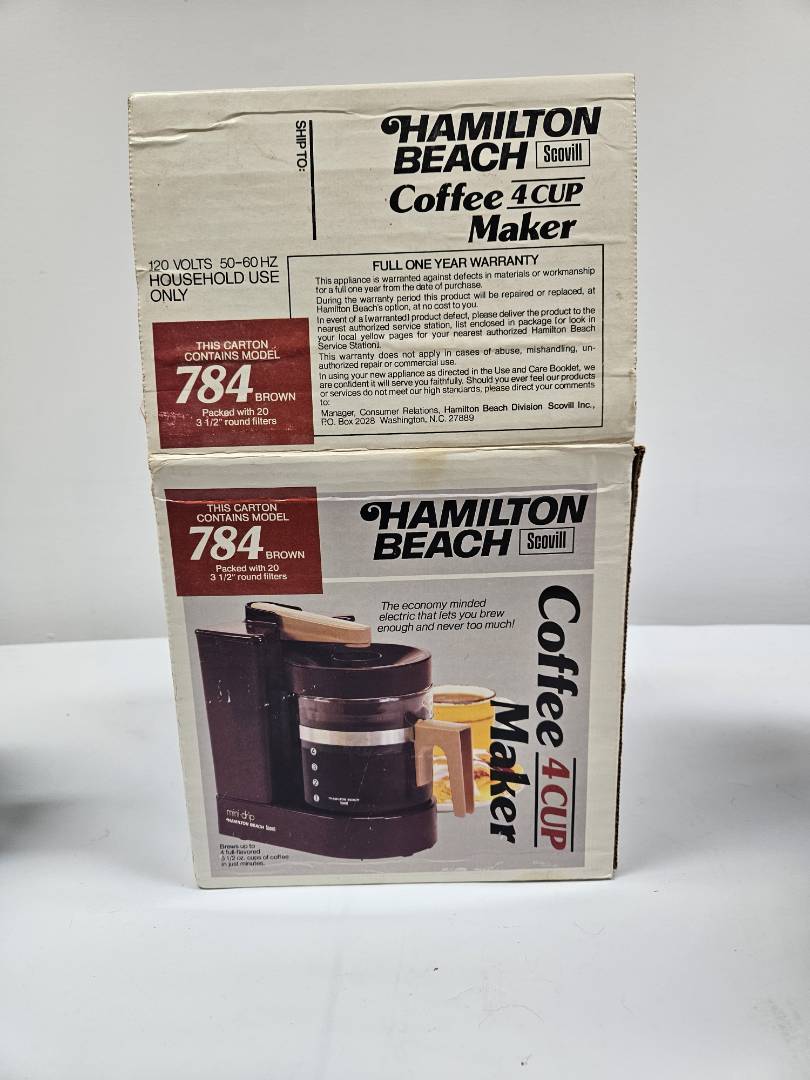 SHIP TO:
HAMILTON
BEACH Scovill
Coffee 4 CUP
Maker
120 VOLTS 50-60 HZ
HOUSEHOLD USE
ONLY
THIS CARTON
CONTAINS MODEL
784 BROWN
Packed with 20
3 1/2" round filters
FULL ONE YEAR WARRANTY
This appliance is warranted against defects in materials or workmanship
for a full one year from the date of purchase.
During the warranty period this product will be repaired or replaced, at
Hamilton Beach's option, at no cost to you.
In event of a [warranted] product defect, please deliver the product to the
nearest authorized service station, list enclosed in package [or look in
your local yellow pages for your nearest authorized Hamilton Beach
Service Station].
This warranty does not apply in cases of abuse, mishandling, un-
authorized repair or commercial use.
In using your new appliance as directed in the Use and Care Booklet, we
are confident it will serve you faithfully. Should you ever feel our products
or services do not meet our high standards, please direct your comments
to:
Manager, Consumer Relations, Hamilton Beach Division Scovill Inc.,
P.O. Box 2028 Washington, N.C. 27889
THIS CARTON
CONTAINS MODEL
784 BROWN
Packed with 20
3 1/2" round filters
HAMILTON
BEACH Scovill
The economy minded
electric that lets you brew
enough and never too much!
Coffee 4 CUP
Maker
4
3
2
1
HAMILTON BEACH
mini-drip
HAMILTON BEACH Scovill
Brews up to
4 full-flavored
5 1/2 oz. cups of coffee
in just minutes.